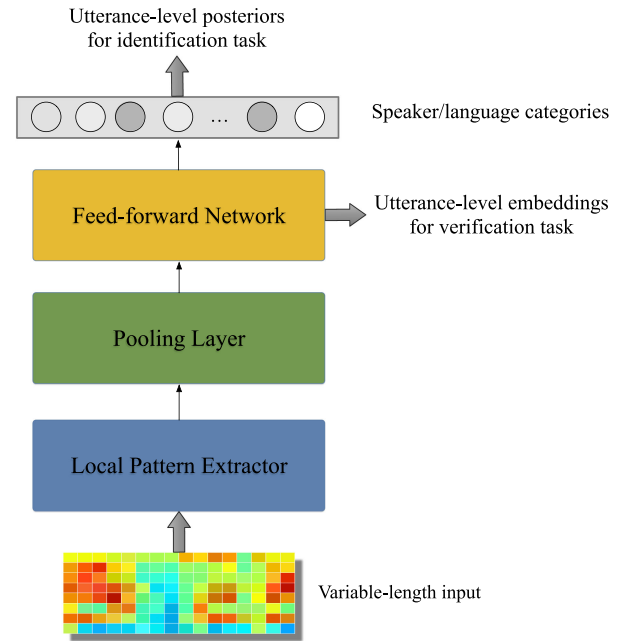 Utterance-level posteriors
for identification task
...
Speaker/language categories
Feed-forward Network
Utterance-level embeddings
for verification task
Pooling Layer
Local Pattern Extractor
Variable-length input